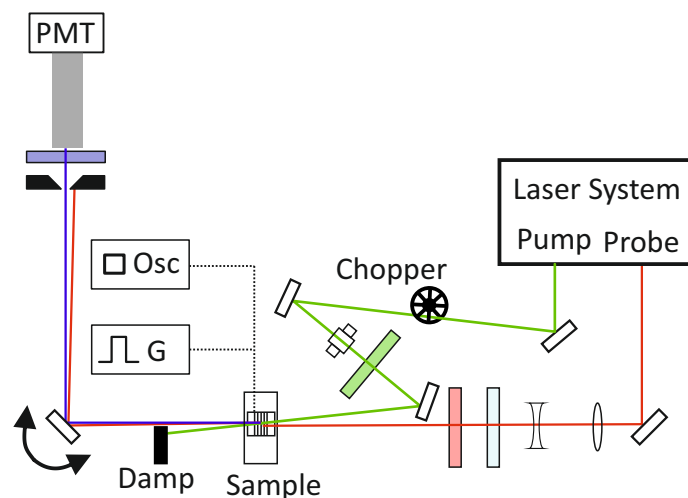 PMT
Laser System
Pump Probe
Osc
Chopper
G
Damp
Sample